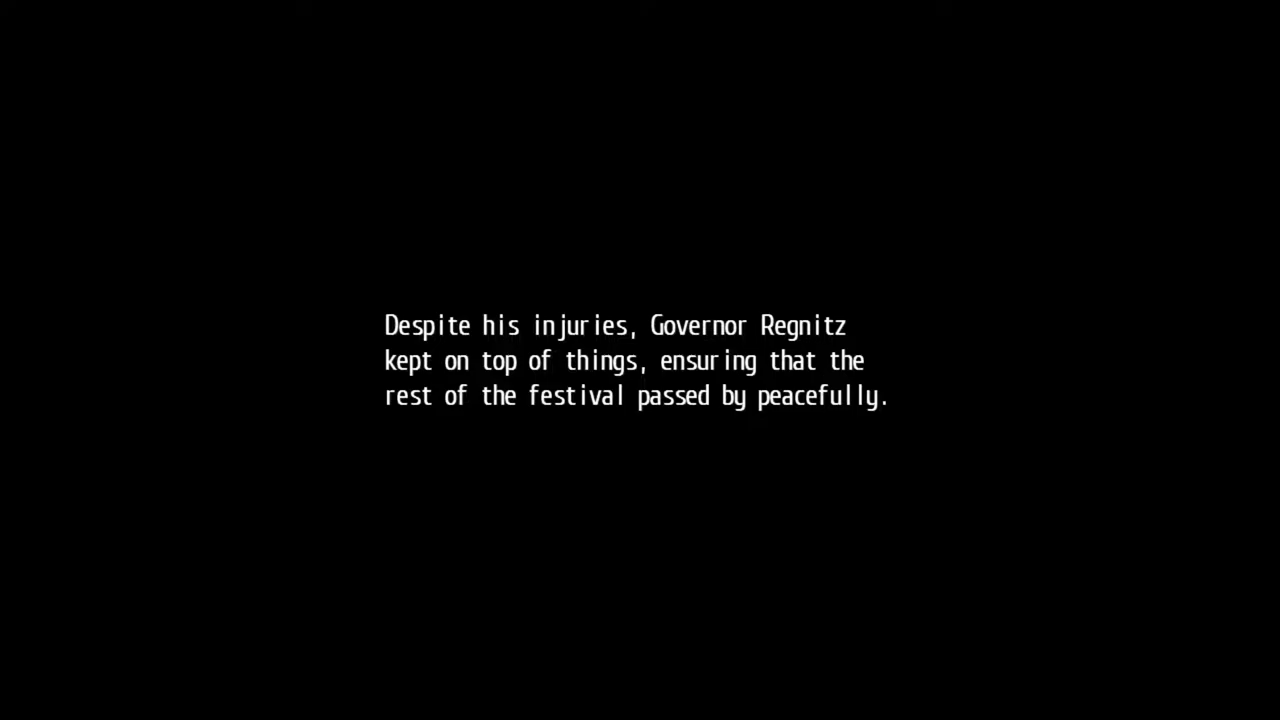 Despite his injuries, Governor Regnitz
kept on top of things, ensuring that the
rest of the festival passed by peacefully.